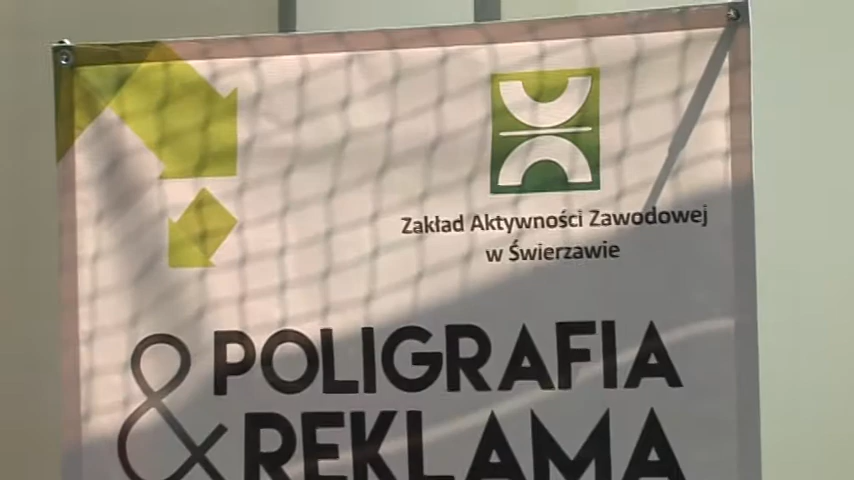 Zakład Aktywności Zawodowej
w Świerzawie
POLIGRAFIA
& REKLAMA